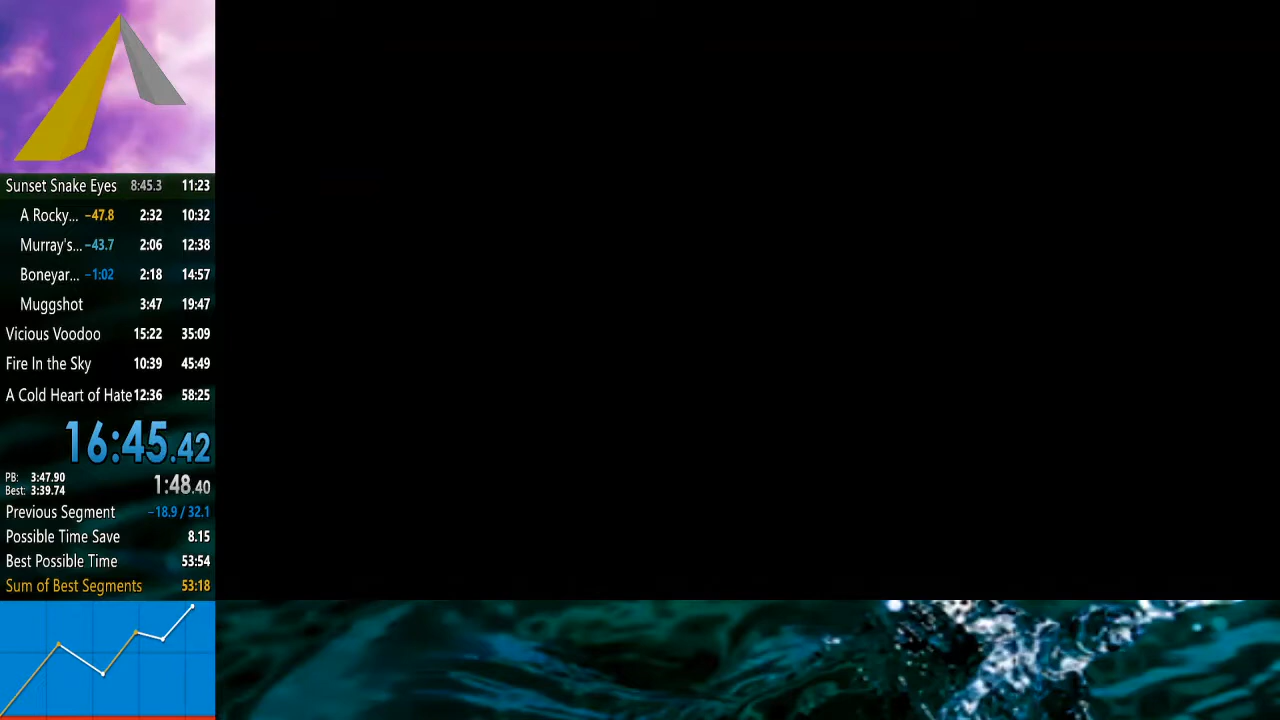 Sunset Snake Eyes 8:45.3 11:23
A Rocky... −47.8 2:32 10:32
Murray's... −43.7 2:06 12:38
Boneyar... −1:02 2:18 14:57
Muggshot 3:47 19:47
Vicious Voodoo 15:22 35:09
Fire In the Sky 10:39 45:49
A Cold Heart of Hate 12:36 58:25
16:45.42
PB: 3:47.90
Best: 3:39.74
1:48.40
Previous Segment −18.9 / 32.1
Possible Time Save 8.15
Best Possible Time 53:54
Sum of Best Segments 53:18